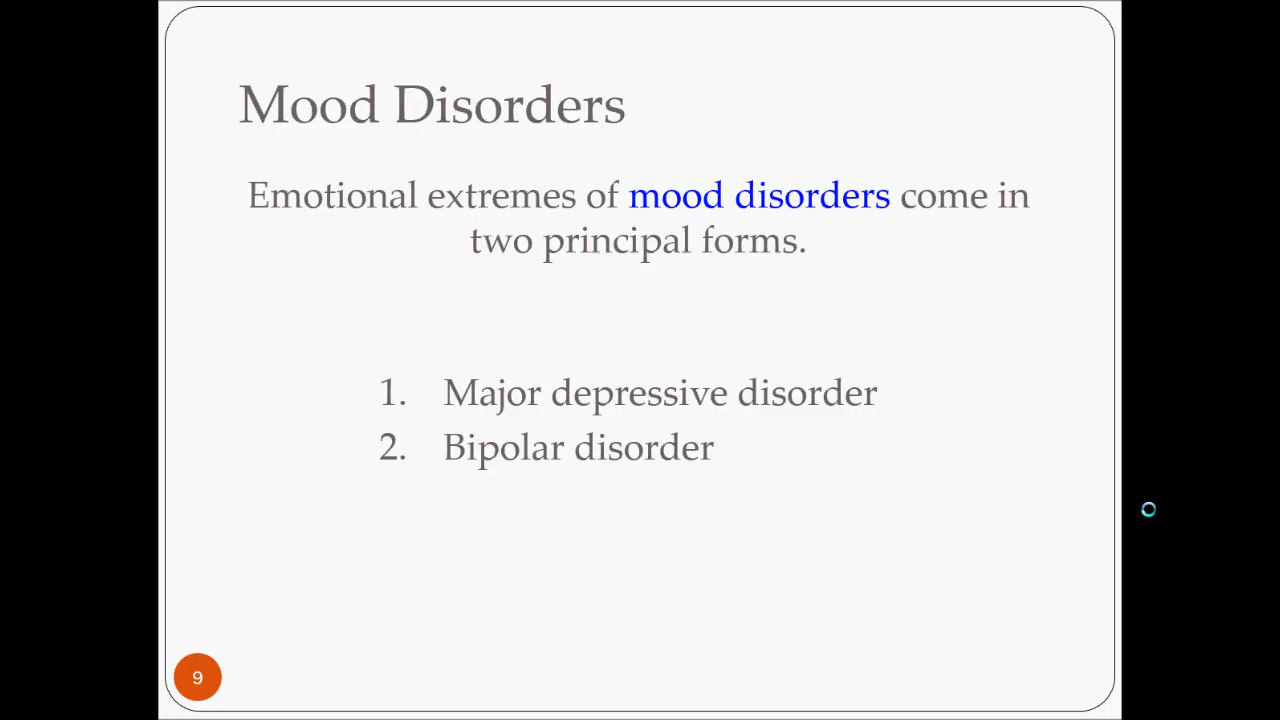 Mood Disorders
Emotional extremes of mood disorders come in
two principal forms.
1. Major depressive disorder
2. Bipolar disorder
9